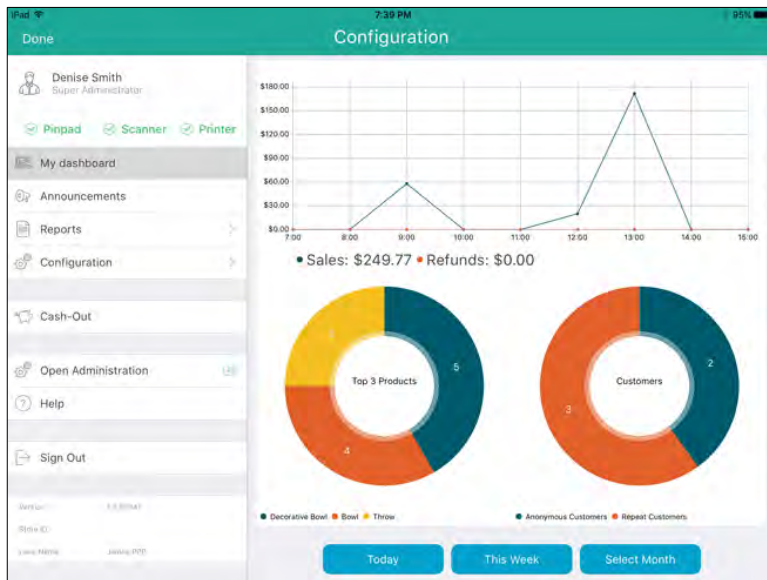 iPad 7:39 PM 95%
Done Configuration
Denise Smith
Super Administrator
Pinpad Scanner Printer
My dashboard
Announcements
Reports
Configuration
Cash-Out
Open Administration
Help
Sign Out
Version
Store ID
$180.00
$150.00
$120.00
$90.00
$60.00
$30.00
$0.00
7:00 8:00 9:00 10:00 11:00 12:00 13:00 14:00 15:00
Sales: $249.77 Refunds: $0.00
Top 3 Products
5
4
Decorative Bowl Bowl Throw
Customers
2
3
Anonymous Customers Repeat Customers
Today This Week Select Month